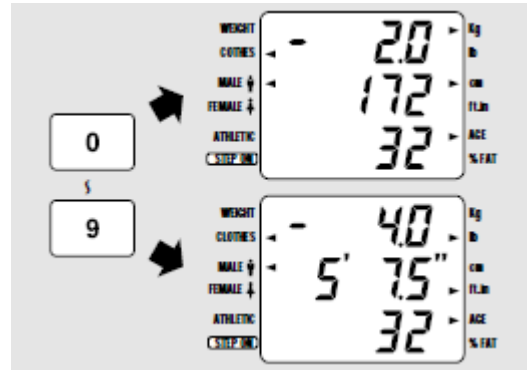 WEIGHT - 2.0 Kg
COTHES lb
MALE 172 cm
FEMALE ft.in
ATHLETIC 32 AGE
STEP ON % FAT
0
9
WEIGHT - 4.0 Kg
CLOTHES lb
MALE 5' 7.5" cm
FEMALE ft.in
ATHLETIC 32 AGE
STEP ON % FAT